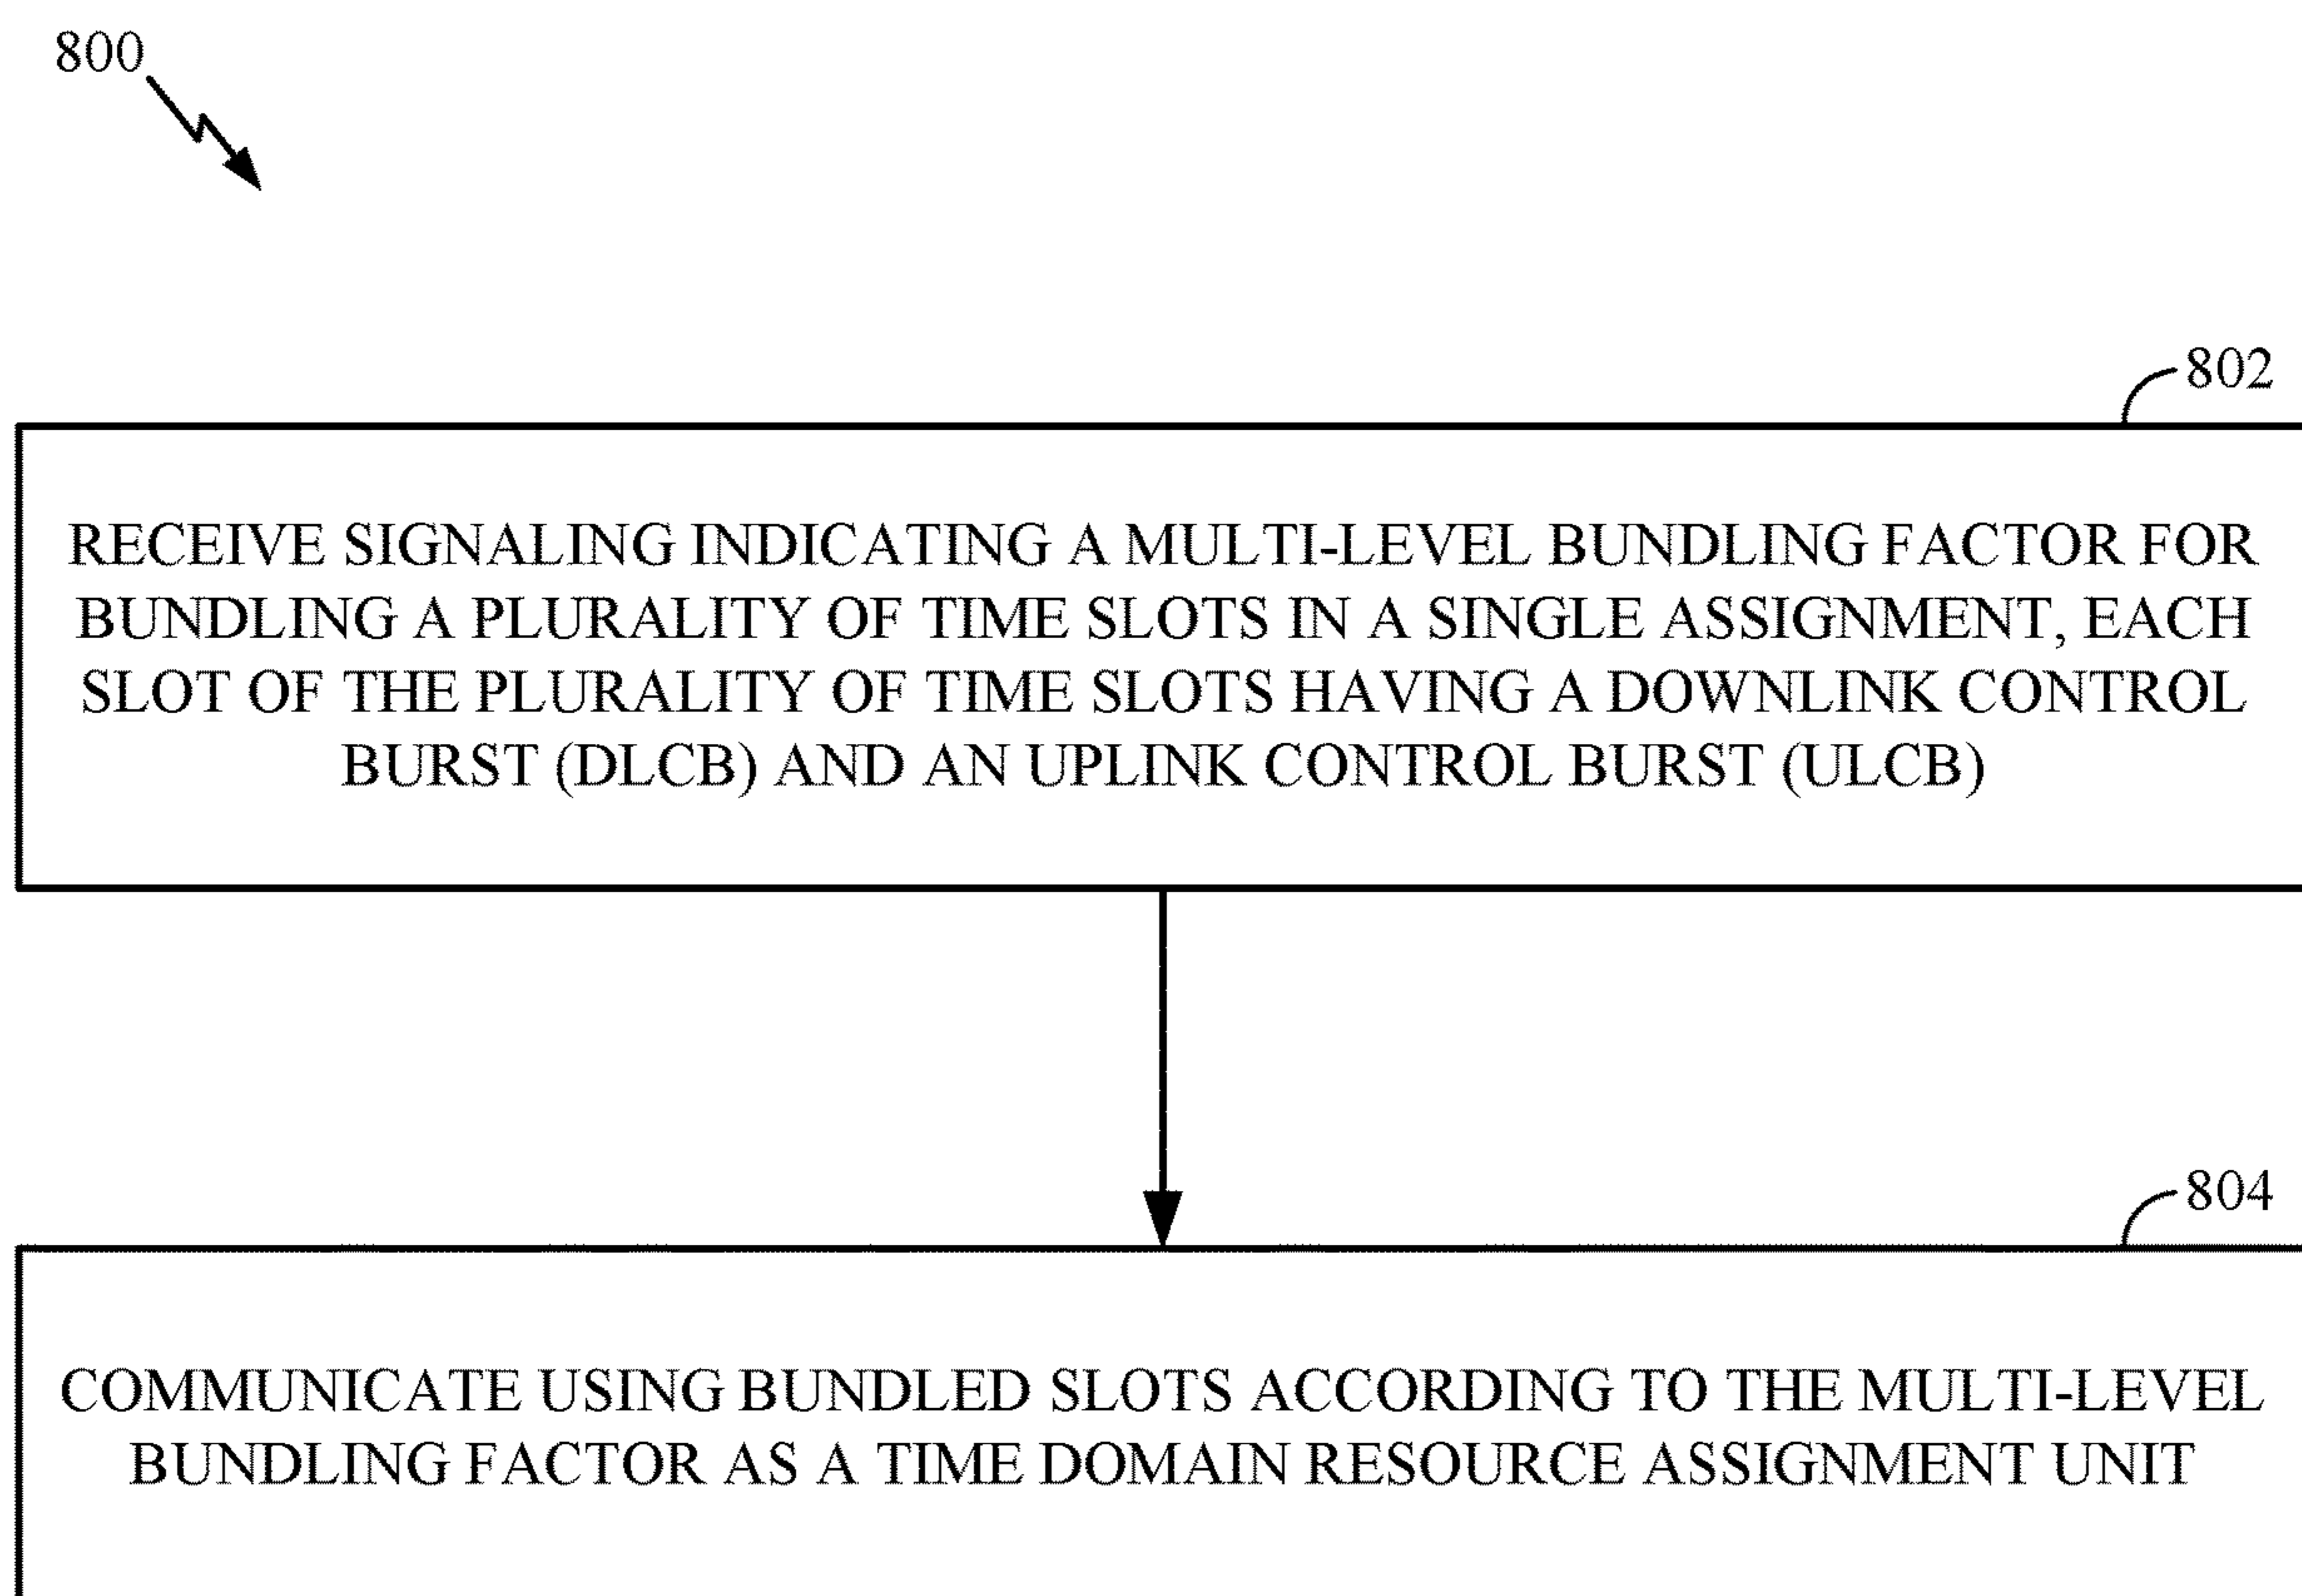 800
802
RECEIVE SIGNALING INDICATING A MULTI-LEVEL BUNDLING FACTOR FOR
BUNDLING A PLURALITY OF TIME SLOTS IN A SINGLE ASSIGNMENT, EACH
SLOT OF THE PLURALITY OF TIME SLOTS HAVING A DOWNLINK CONTROL
BURST (DLCB) AND AN UPLINK CONTROL BURST (ULCB)
804
COMMUNICATE USING BUNDLED SLOTS ACCORDING TO THE MULTI-LEVEL
BUNDLING FACTOR AS A TIME DOMAIN RESOURCE ASSIGNMENT UNIT